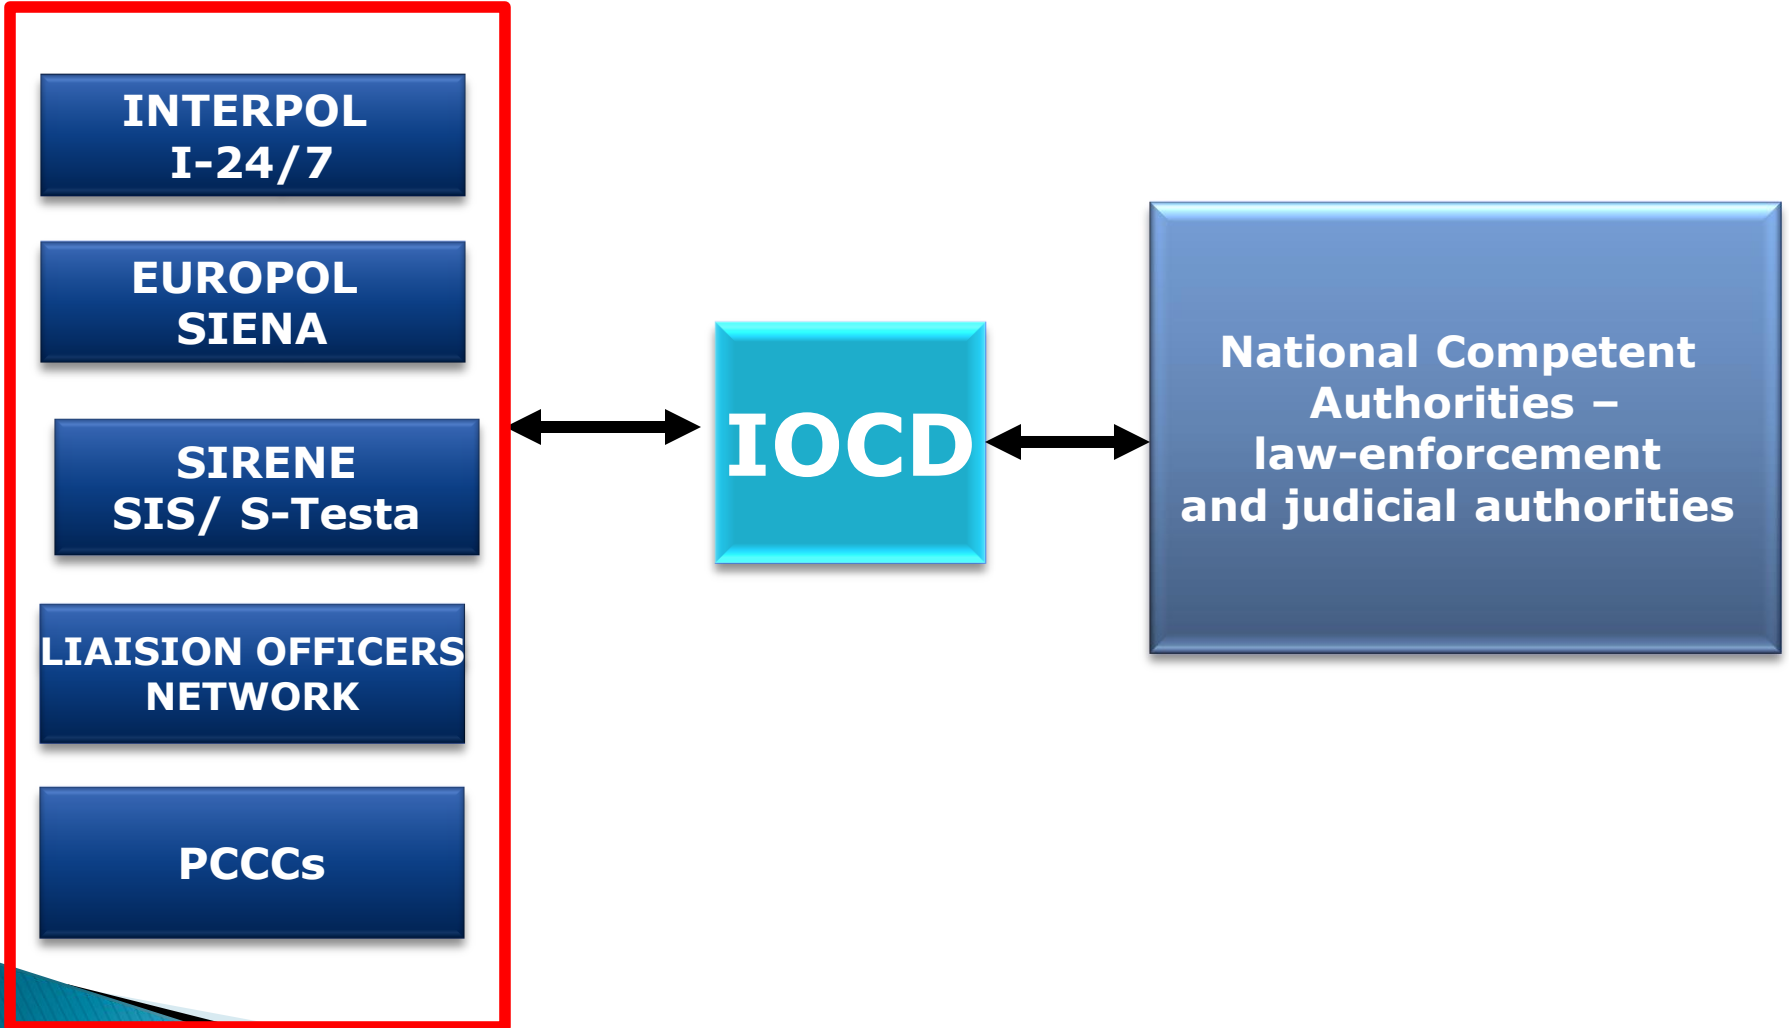 INTERPOL
I-24/7
EUROPOL
SIENA
SIRENE
SIS/ S-Testa
LIAISION OFFICERS
NETWORK
PCCCs
IOCD
National Competent
Authorities –
law-enforcement
and judicial authorities